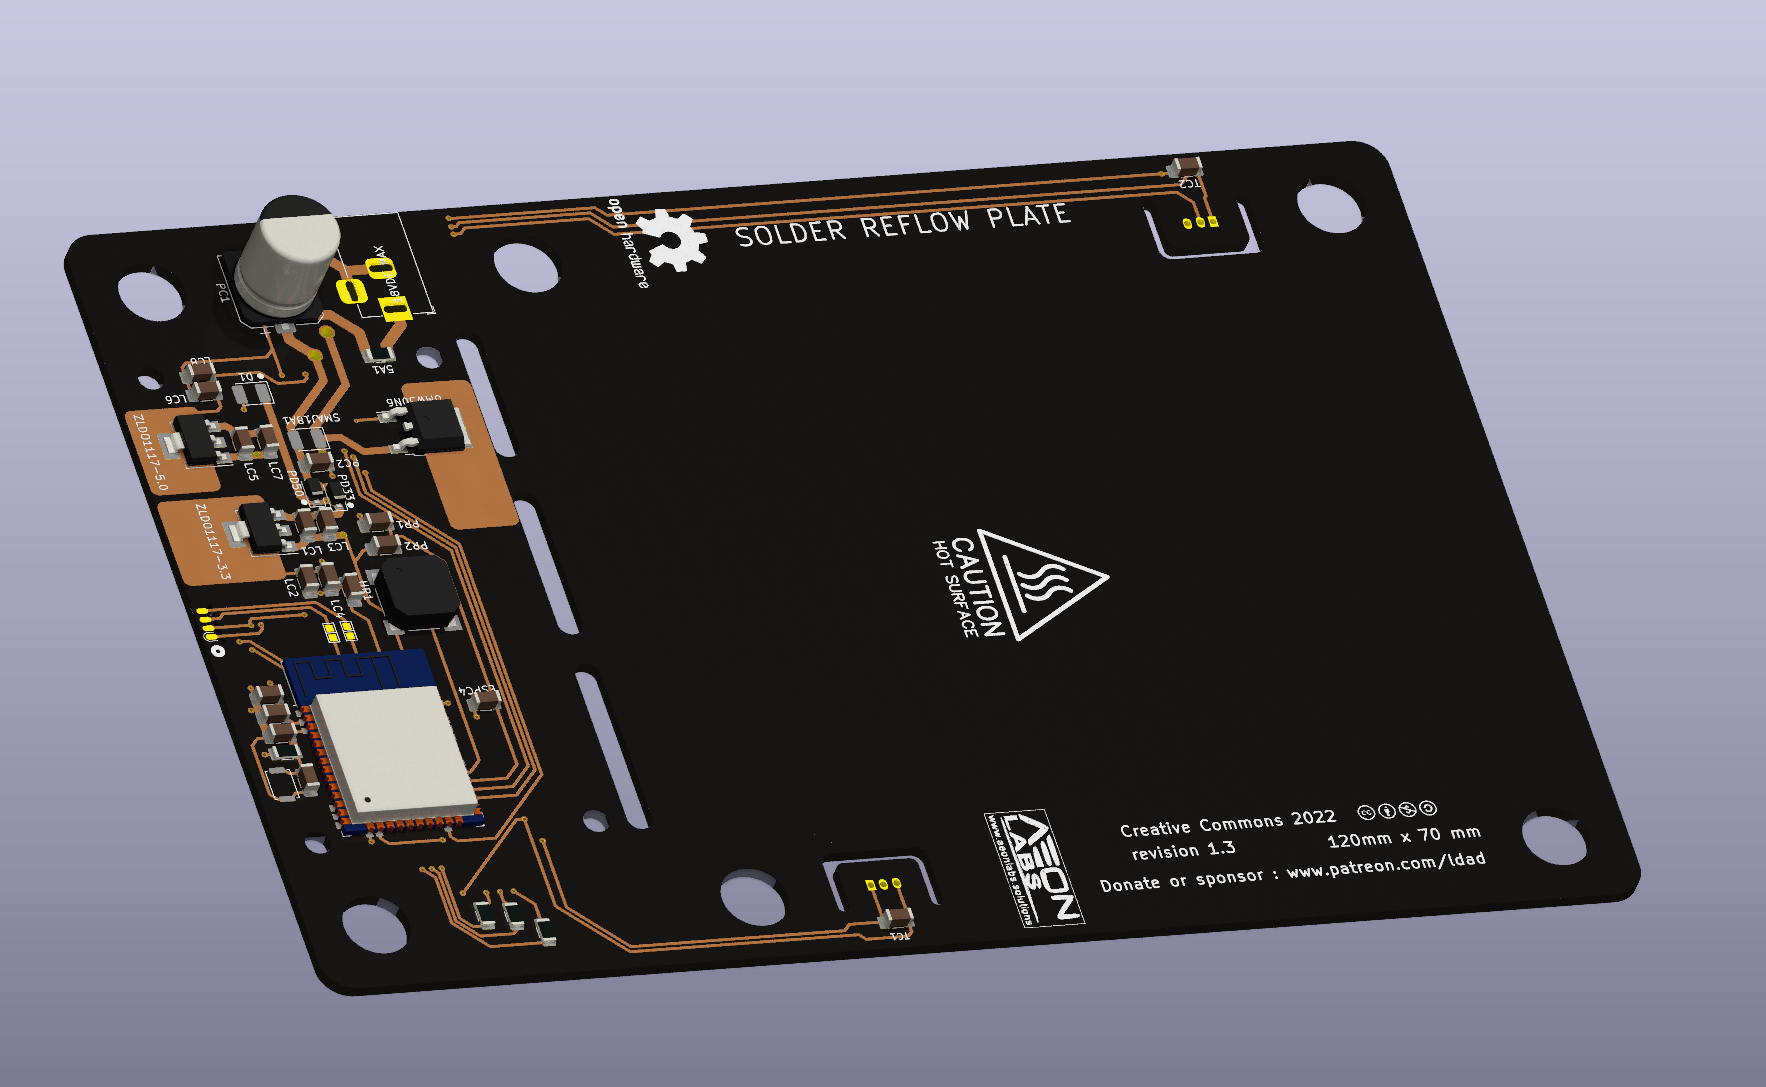 open hardware
SOLDER REFLOW PLATE
TC2
PC1
5A1
LC8
D1
LC6
SMAJ18A1
ZLDO1117-5.0
LC5
LC7
PC2
PD50
PD33
ZLDO1117-3.3
LC1
LC3
PR1
PR2
LC2
LC4
ESPC4
CAUTION
HOT SURFACE
TC1
AEON
LABS
www.aeonlabs.solutions
Creative Commons 2022
revision 1.3
120mm x 70 mm
Donate or sponsor : www.patreon.com/ldad